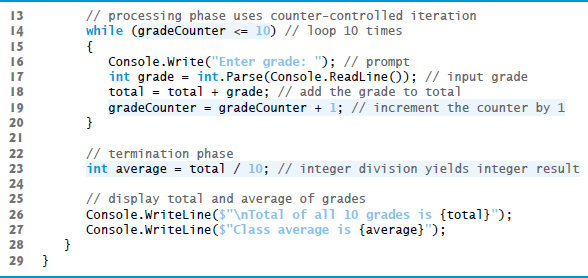 13 // processing phase uses counter-controlled iteration
14 while (gradeCounter <= 10) // loop 10 times
15 {
16 Console.Write("Enter grade: "); // prompt
17 int grade = int.Parse(Console.ReadLine()); // input grade
18 total = total + grade; // add the grade to total
19 gradeCounter = gradeCounter + 1; // increment the counter by 1
20 }
21
22 // termination phase
23 int average = total / 10; // integer division yields integer result
24
25 // display total and average of grades
26 Console.WriteLine($"\nTotal of all 10 grades is {total}");
27 Console.WriteLine($"Class average is {average}");
28 }
29 }